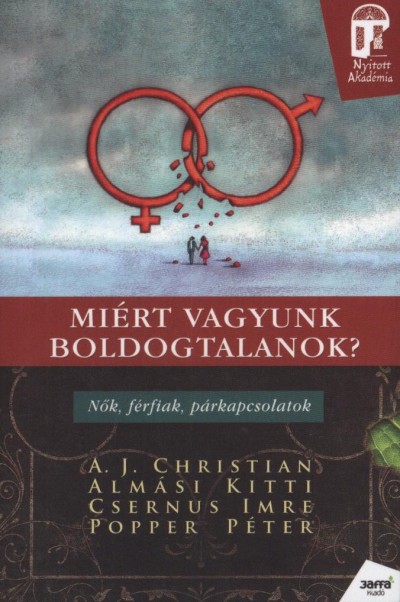 Nyitott
Akadémia
MIÉRT VAGYUNK
BOLDOGTALANOK?
Nők, férfiak, párkapcsolatok
A. J. CHRISTIAN
ALMÁSI KITTI
CSERNUS IMRE
POPPER PÉTER
Jaffa
Kiadó